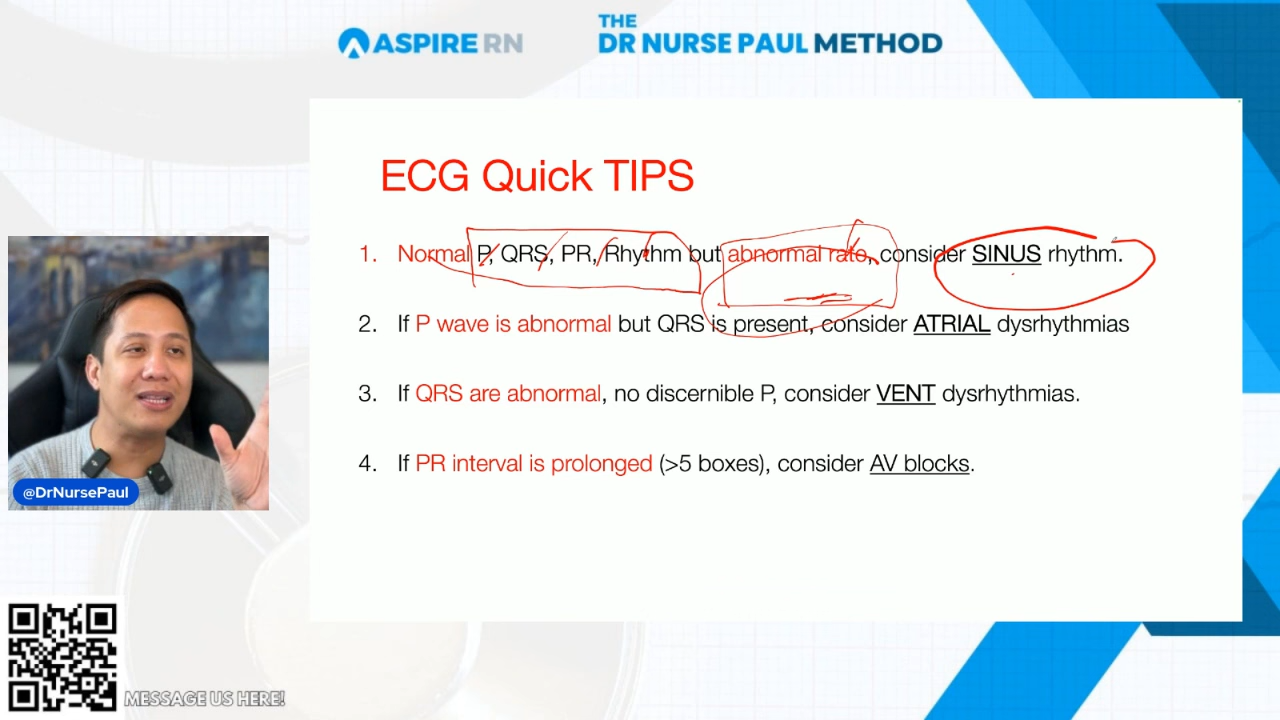 ASPIRE RN
THE
DR NURSE PAUL METHOD
ECG Quick TIPS
1. Normal P, QRS, PR, Rhythm but abnormal rate, consider SINUS rhythm.
2. If P wave is abnormal but QRS is present, consider ATRIAL dysrhythmias
3. If QRS are abnormal, no discernible P, consider VENT dysrhythmias.
4. If PR interval is prolonged (>5 boxes), consider AV blocks.
@DrNursePaul
MESSAGE US HERE!